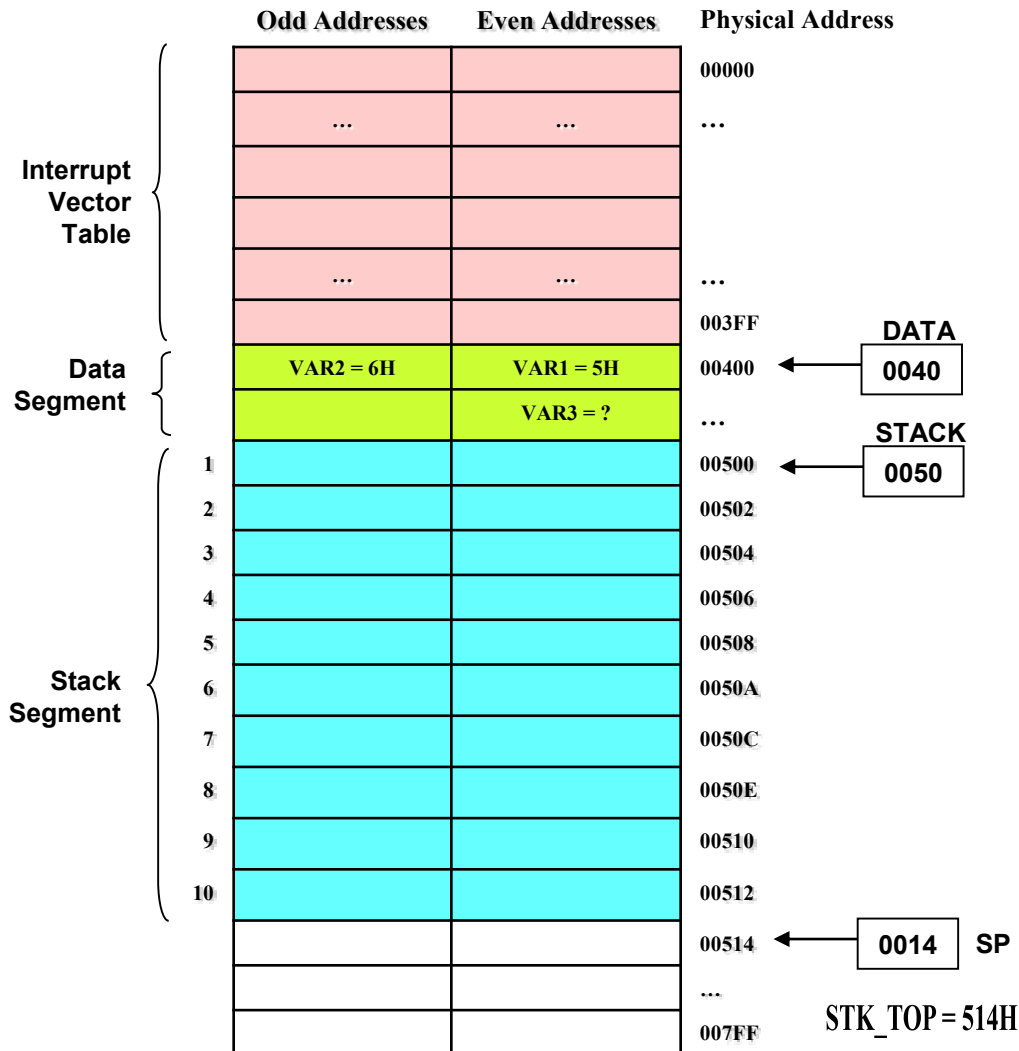 Odd Addresses Even Addresses Physical Address
00000
... ... ...
Interrupt
Vector
Table
... ... ...
003FF
DATA
Data
Segment
VAR2 = 6H VAR1 = 5H 00400 0040
VAR3 = ? ...
STACK
1 00500 0050
2 00502
3 00504
4 00506
5 00508
Stack
Segment
6 0050A
7 0050C
8 0050E
9 00510
10 00512
00514 0014 SP
...
007FF STK_TOP = 514H